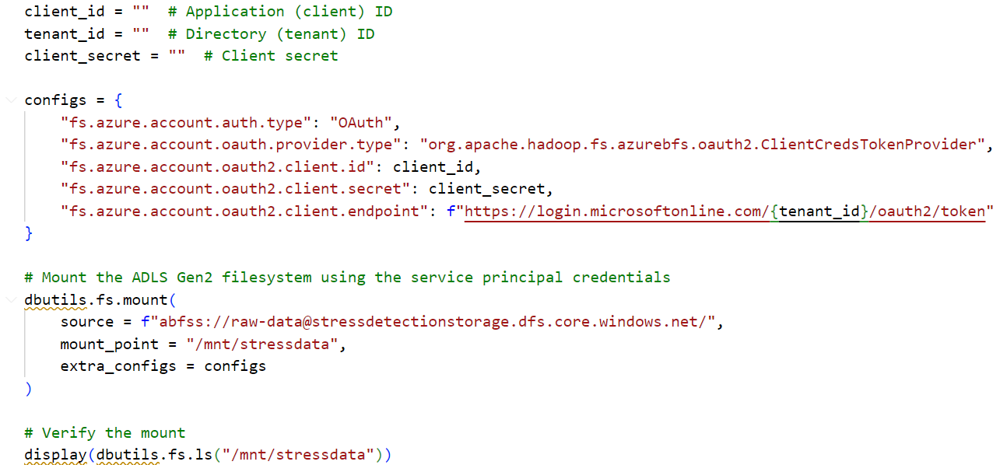 client_id = ""  # Application (client) ID
tenant_id = ""  # Directory (tenant) ID
client_secret = ""  # Client secret

configs = {
    "fs.azure.account.auth.type": "OAuth",
    "fs.azure.account.oauth.provider.type": "org.apache.hadoop.fs.azurebfs.oauth2.ClientCredsTokenProvider",
    "fs.azure.account.oauth2.client.id": client_id,
    "fs.azure.account.oauth2.client.secret": client_secret,
    "fs.azure.account.oauth2.client.endpoint": f"https://login.microsoftonline.com/{tenant_id}/oauth2/token"
}

# Mount the ADLS Gen2 filesystem using the service principal credentials
dbutils.fs.mount(
    source = f"abfss://raw-data@stressdetectionstorage.dfs.core.windows.net/",
    mount_point = "/mnt/stressdata",
    extra_configs = configs
)

# Verify the mount
display(dbutils.fs.ls("/mnt/stressdata"))